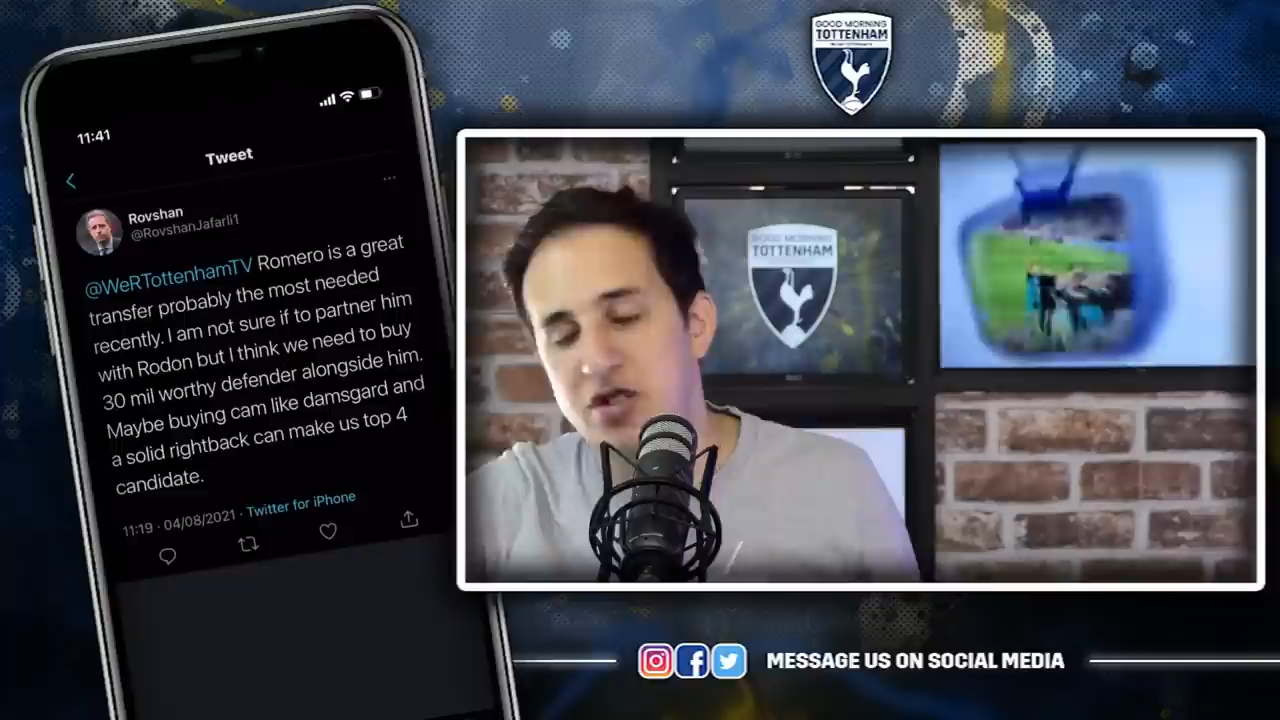 GOOD MORNING
TOTTENHAM
11:41
Tweet
Rovshan
@RovshanJafarli1
@WeRTottenhamTV Romero is a great
transfer probably the most needed
recently. I am not sure if to partner him
with Rodon but I think we need to buy
30 mil worthy defender alongside him.
Maybe buying cam like damsgard and
a solid rightback can make us top 4
candidate.
11:19 · 04/08/2021 · Twitter for iPhone
GOOD MORNING
TOTTENHAM
MESSAGE US ON SOCIAL MEDIA